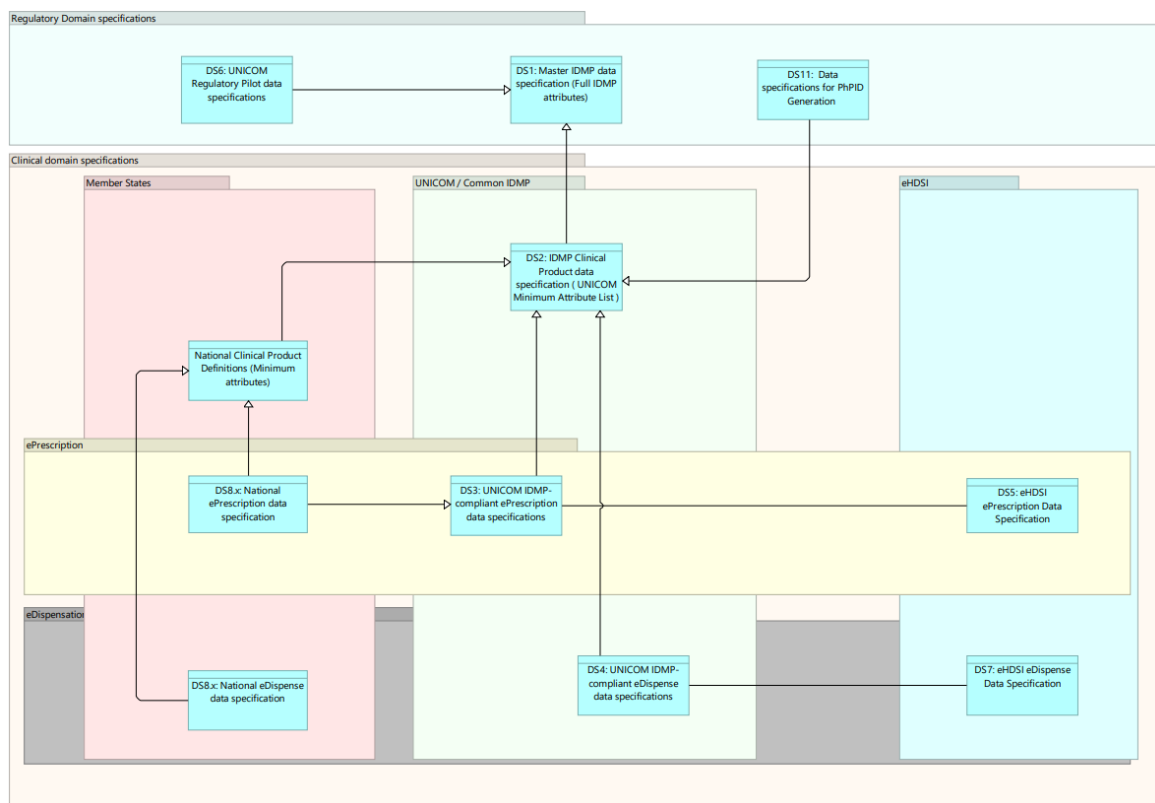 Regulatory Domain specifications
DS6: UNICOM
Regulatory Pilot data
specifications
DS1: Master IDMP data
specification (Full IDMP
attributes)
DS11:  Data
specifications for PhPID
Generation
Clinical domain specifications
Member States
UNICOM / Common IDMP
eHDSI
DS2: IDMP Clinical
Product data
specification ( UNICOM
Minimum Attribute List )
National Clinical Product
Definitions (Minimum
attributes)
ePrescription
DS8.x: National
ePrescription data
specification
DS3: UNICOM IDMP-
compliant ePrescription
data specifications
DS5: eHDSI
ePrescription Data
Specification
eDispensation
DS8.x: National eDispense
data specification
DS4: UNICOM IDMP-
compliant eDispense
data specifications
DS7: eHDSI eDispense
Data Specification